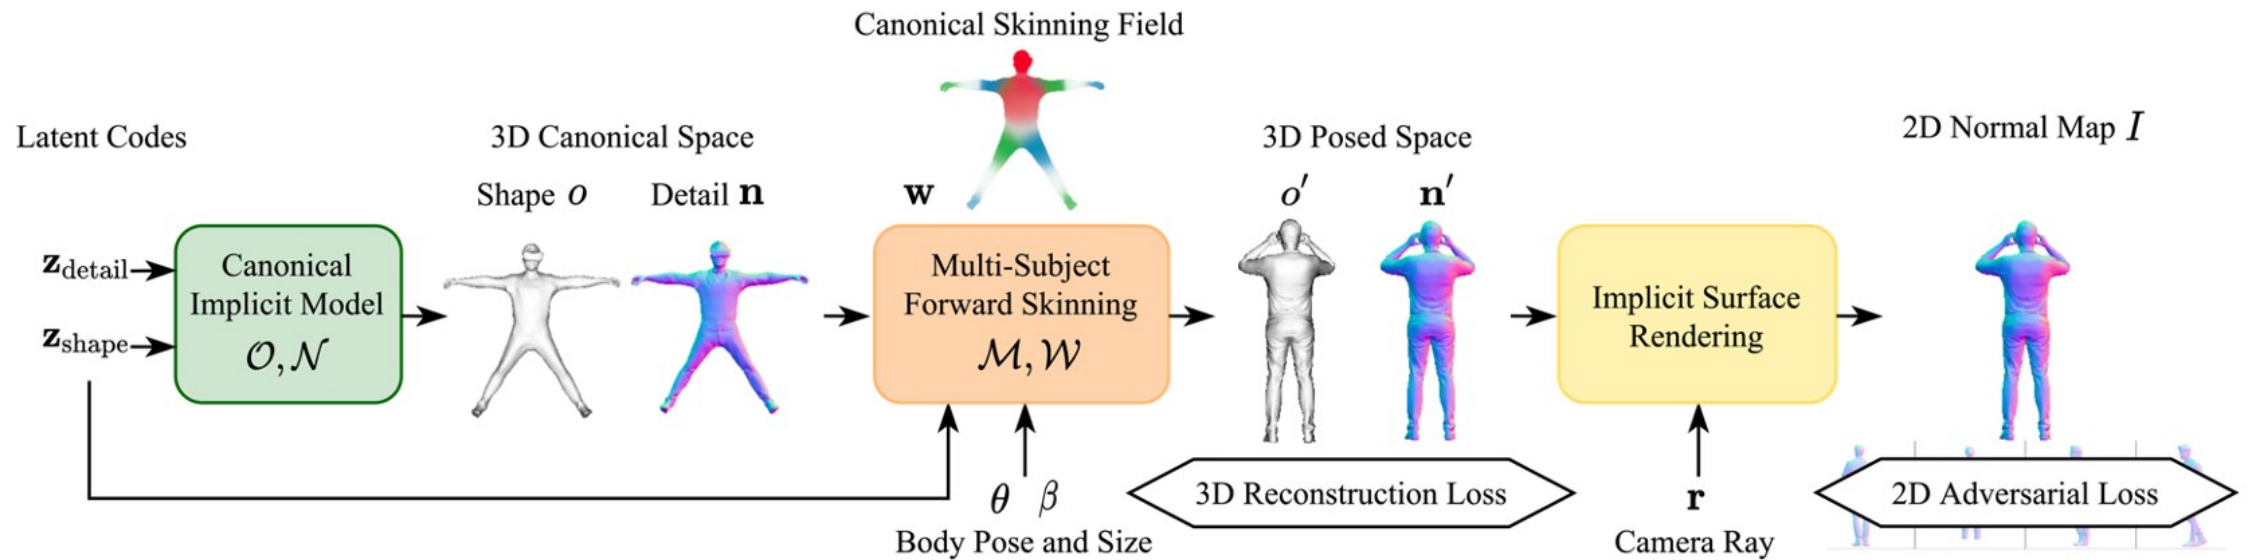 Canonical Skinning Field
Latent Codes
3D Canonical Space
3D Posed Space
2D Normal Map I
Shape o
Detail n
w
o′
n′
z_detail
z_shape
Canonical
Implicit Model
𝒪, 𝒩
Multi-Subject
Forward Skinning
ℳ, 𝒲
Implicit Surface
Rendering
θ β
Body Pose and Size
3D Reconstruction Loss
r
Camera Ray
2D Adversarial Loss